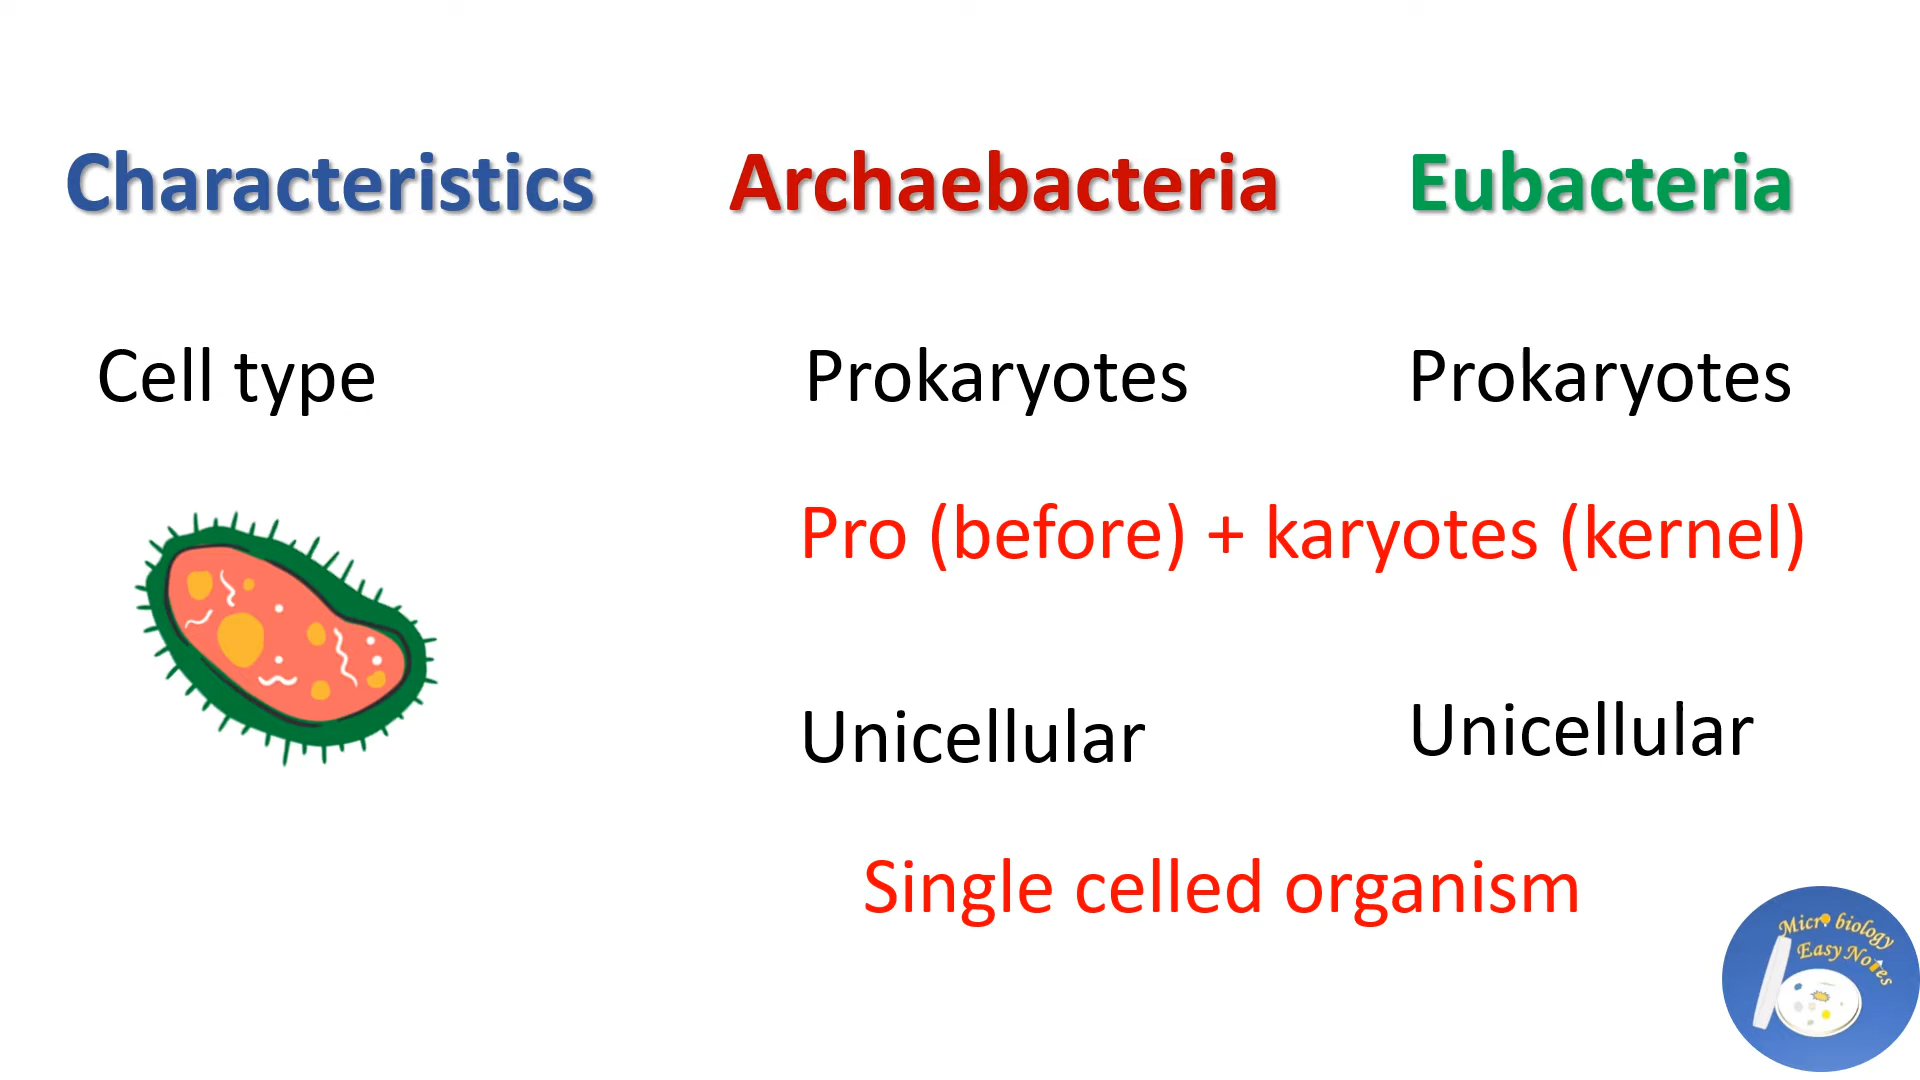 Characteristics Archaebacteria Eubacteria
Cell type Prokaryotes Prokaryotes
Pro (before) + karyotes (kernel)
Unicellular Unicellular
Single celled organism
Micro biology
Easy Notes